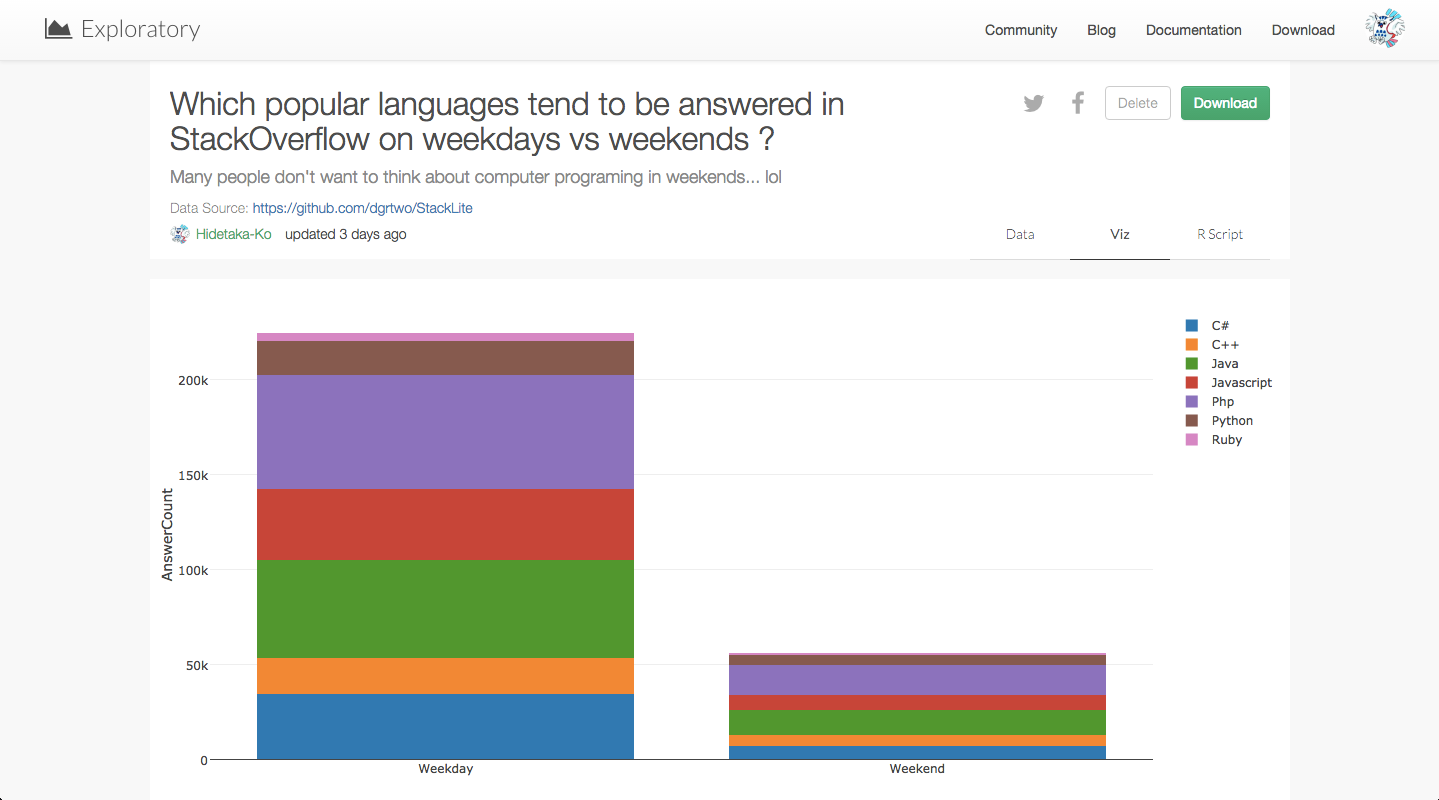 Exploratory
Community
Blog
Documentation
Download
Which popular languages tend to be answered in
StackOverflow on weekdays vs weekends ?
Delete
Download
Many people don't want to think about computer programing in weekends... lol
Data Source: https://github.com/dgrtwo/StackLite
Hidetaka-Ko updated 3 days ago
Data
Viz
R Script
C#
C++
Java
Javascript
Php
Python
Ruby
200k
150k
100k
50k
0
AnswerCount
Weekday
Weekend